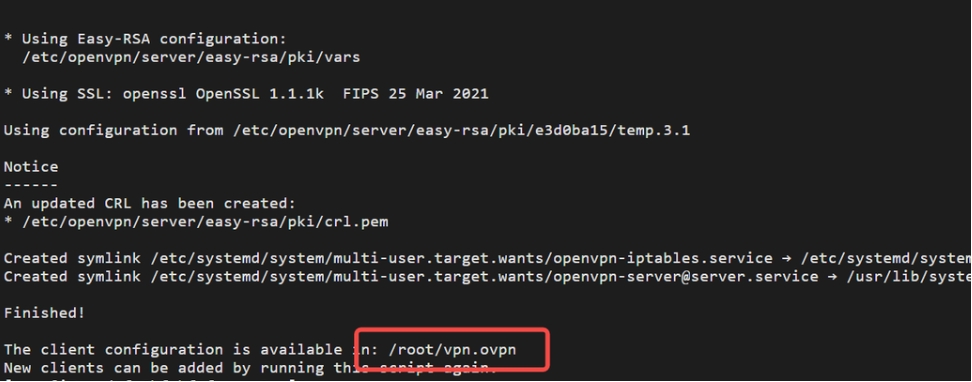 * Using Easy-RSA configuration:
/etc/openvpn/server/easy-rsa/pki/vars
* Using SSL: openssl OpenSSL 1.1.1k  FIPS 25 Mar 2021
Using configuration from /etc/openvpn/server/easy-rsa/pki/e3d0ba15/temp.3.1
Notice
------
An updated CRL has been created:
* /etc/openvpn/server/easy-rsa/pki/crl.pem
Created symlink /etc/systemd/system/multi-user.target.wants/openvpn-iptables.service → /etc/systemd/system
Created symlink /etc/systemd/system/multi-user.target.wants/openvpn-server@server.service → /usr/lib/syste
Finished!
The client configuration is available in: /root/vpn.ovpn
New clients can be added by running this script again.